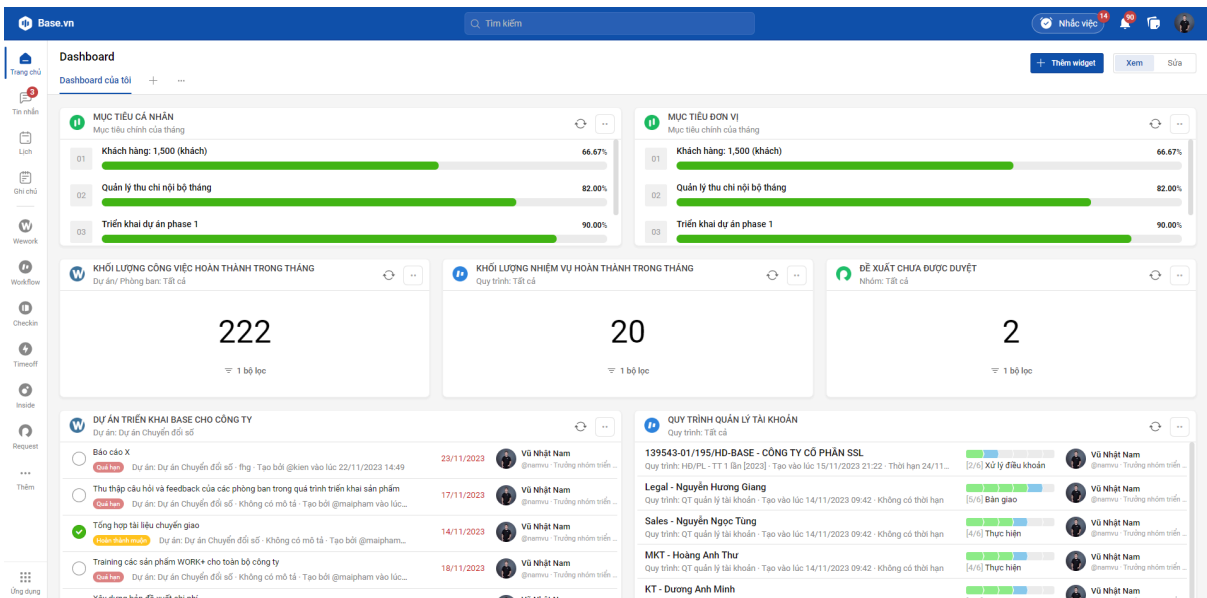 Base.vn
Tìm kiếm
Nhắc việc
14
90
Trang chủ
3
Tin nhắn
Lịch
Ghi chú
Wework
Workflow
Checkin
Timeoff
Inside
Request
Thêm
Ứng dụng
Dashboard
Thêm widget
Xem
Sửa
Dashboard của tôi
MỤC TIÊU CÁ NHÂN
Mục tiêu chính của tháng
01 Khách hàng: 1,500 (khách) 66.67%
02 Quản lý thu chi nội bộ tháng 82.00%
03 Triển khai dự án phase 1 90.00%
MỤC TIÊU ĐƠN VỊ
Mục tiêu chính của tháng
01 Khách hàng: 1,500 (khách) 66.67%
02 Quản lý thu chi nội bộ tháng 82.00%
03 Triển khai dự án phase 1 90.00%
KHỐI LƯỢNG CÔNG VIỆC HOÀN THÀNH TRONG THÁNG
Dự án/ Phòng ban: Tất cả
222
1 bộ lọc
KHỐI LƯỢNG NHIỆM VỤ HOÀN THÀNH TRONG THÁNG
Quy trình: Tất cả
20
1 bộ lọc
ĐỀ XUẤT CHƯA ĐƯỢC DUYỆT
Nhóm: Tất cả
2
1 bộ lọc
DỰ ÁN TRIỂN KHAI BASE CHO CÔNG TY
Dự án: Dự án Chuyển đổi số
Báo cáo X
Quá hạn Dự án: Dự án Chuyển đổi số · fhg · Tạo bởi @kien vào lúc 22/11/2023 14:49
23/11/2023
Vũ Nhật Nam
@namvu · Trưởng nhóm triển ...
Thu thập câu hỏi và feedback của các phòng ban trong quá trình triển khai sản phẩm
Quá hạn Dự án: Dự án Chuyển đổi số · Không có mô tả · Tạo bởi @maipham vào lúc...
17/11/2023
Vũ Nhật Nam
@namvu · Trưởng nhóm triển ...
Tổng hợp tài liệu chuyển giao
Hoàn thành muộn Dự án: Dự án Chuyển đổi số · Không có mô tả · Tạo bởi @maipham...
14/11/2023
Vũ Nhật Nam
@namvu · Trưởng nhóm triển ...
Training các sản phẩm WORK+ cho toàn bộ công ty
Quá hạn Dự án: Dự án Chuyển đổi số · Không có mô tả · Tạo bởi @maipham vào lúc...
18/11/2023
Vũ Nhật Nam
@namvu · Trưởng nhóm triển ...
QUY TRÌNH QUẢN LÝ TÀI KHOẢN
Quy trình: Tất cả
139543-01/195/HD-BASE - CÔNG TY CỔ PHẦN SSL
Quy trình: HĐ/PL - TT 1 lần [2023] · Tạo vào lúc 15/11/2023 21:22 · Thời hạn 24/11...
[2/6] Xử lý điều khoản
Vũ Nhật Nam
@namvu · Trưởng nhóm triển ...
Legal - Nguyễn Hương Giang
Quy trình: QT quản lý tài khoản · Tạo vào lúc 14/11/2023 09:42 · Không có thời hạn
[5/6] Bàn giao
Vũ Nhật Nam
@namvu · Trưởng nhóm triển ...
Sales - Nguyễn Ngọc Tùng
Quy trình: QT quản lý tài khoản · Tạo vào lúc 14/11/2023 09:42 · Không có thời hạn
[4/6] Thực hiện
Vũ Nhật Nam
@namvu · Trưởng nhóm triển ...
MKT - Hoàng Anh Thư
Quy trình: QT quản lý tài khoản · Tạo vào lúc 14/11/2023 09:42 · Không có thời hạn
[4/6] Thực hiện
Vũ Nhật Nam
@namvu · Trưởng nhóm triển ...
KT - Dương Anh Minh
Vũ Nhật Nam